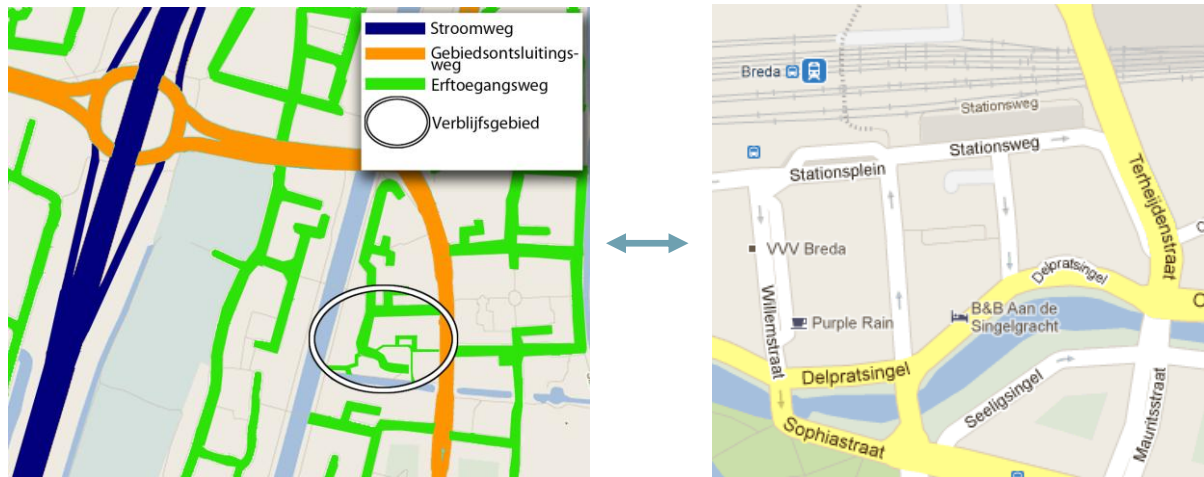 Stroomweg
Gebiedsontsluitings-
weg
Erftoegangsweg
Verblijfsgebied
Breda
Stationsweg
Stationsweg
Stationsplein
Terheijdenstraat
VVV Breda
Willemstraat
Delpratsingel
B&B Aan de
Singelgracht
Purple Rain
Delpratsingel
Seeligsingel
Mauritsstraat
Sophiastraat